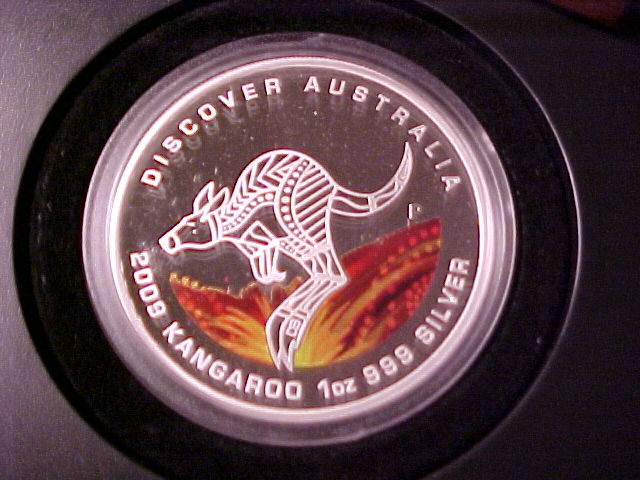 DISCOVER AUSTRALIA
P
2009 KANGAROO 1oz 999 SILVER